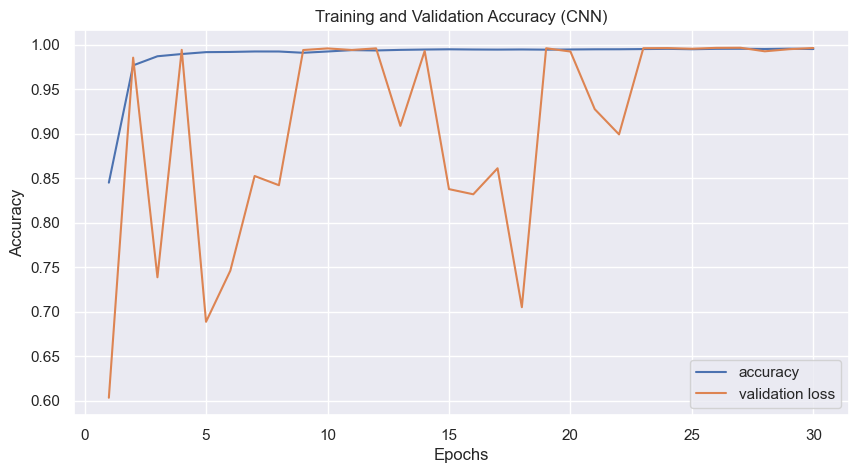 Training and Validation Accuracy (CNN)
1.00
0.95
0.90
0.85
0.80
0.75
0.70
0.65
0.60
Accuracy
0 5 10 15 20 25 30
Epochs
accuracy
validation loss